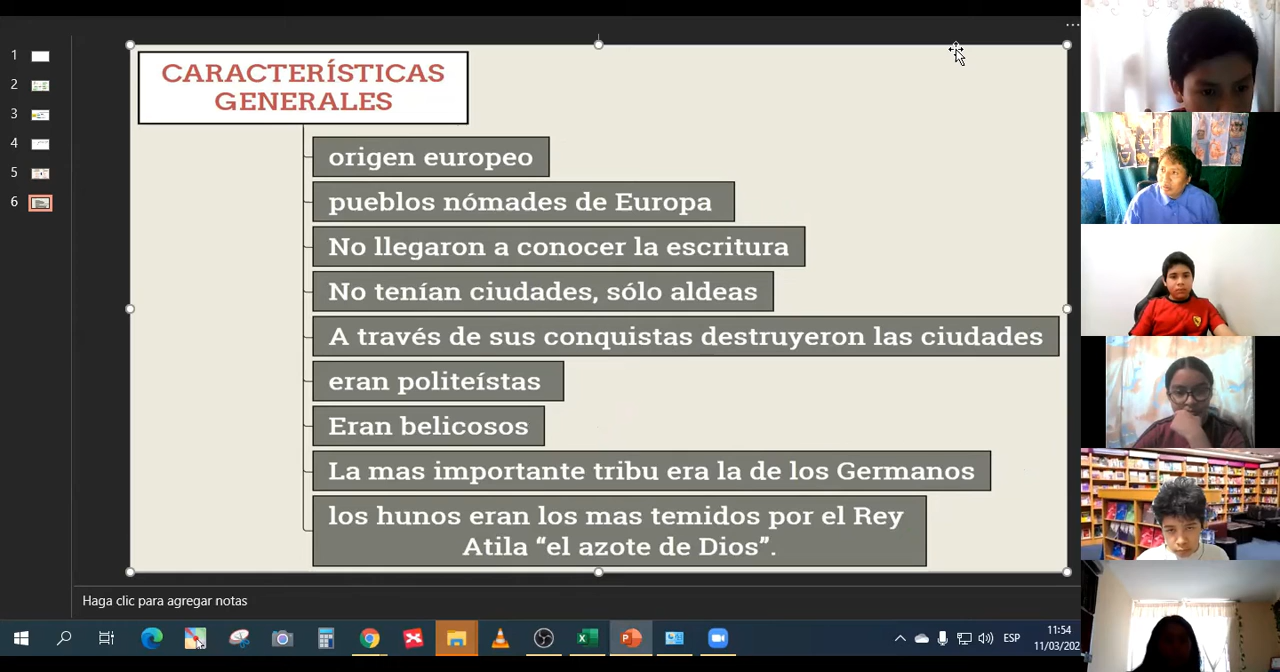 CARACTERÍSTICAS
GENERALES
origen europeo
pueblos nómades de Europa
No llegaron a conocer la escritura
No tenían ciudades, sólo aldeas
A través de sus conquistas destruyeron las ciudades
eran politeístas
Eran belicosos
La mas importante tribu era la de los Germanos
los hunos eran los mas temidos por el Rey
Atila “el azote de Dios”.
1
2
3
4
5
6
Haga clic para agregar notas
ESP
11:54
11/03/202